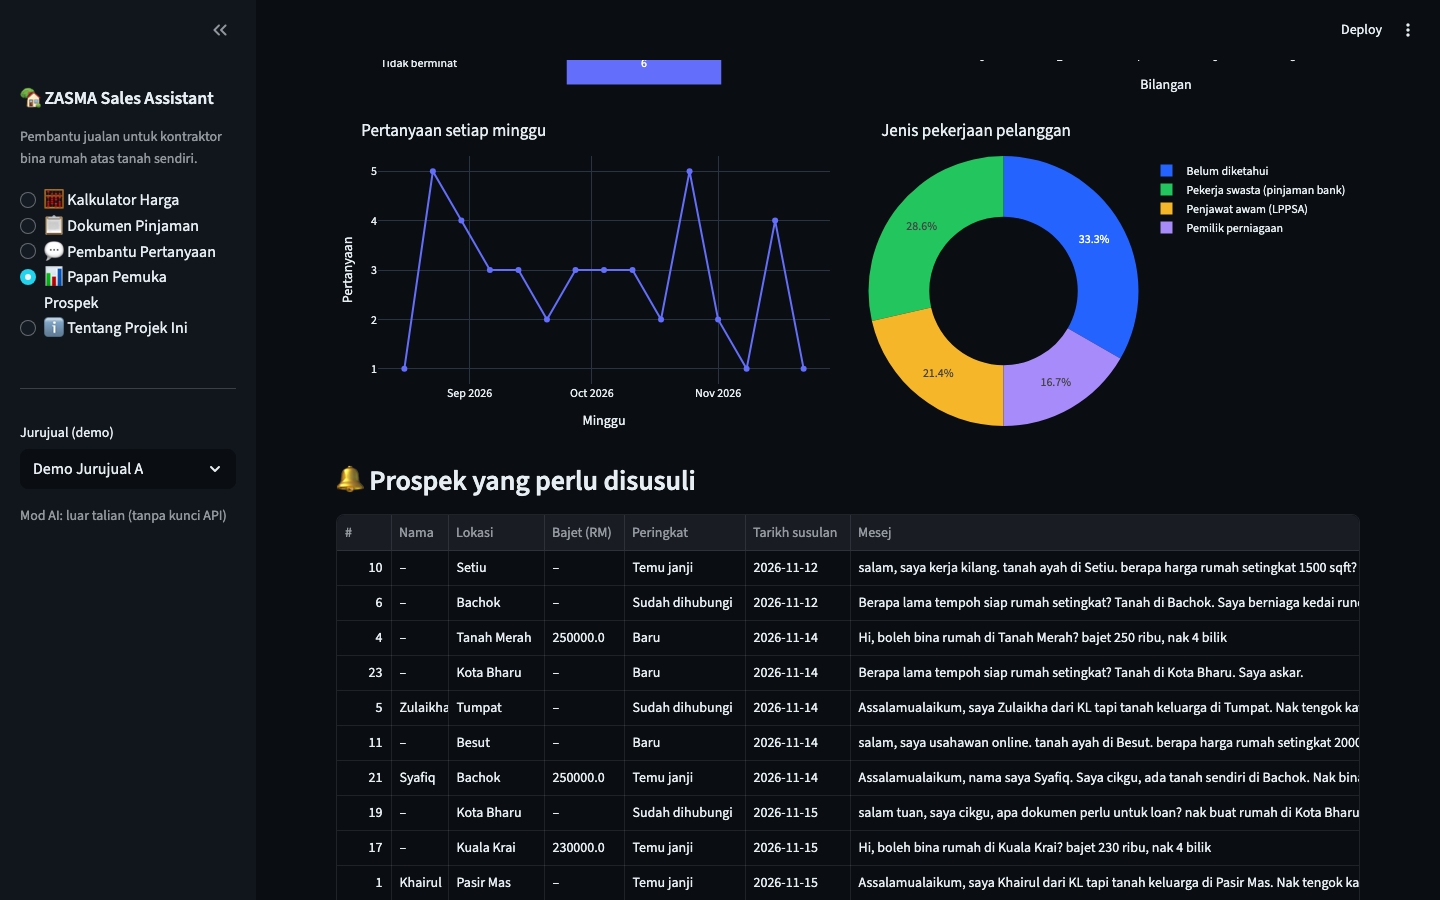 Deploy
🏡 ZASMA Sales Assistant
Pembantu jualan untuk kontraktor
bina rumah atas tanah sendiri.
🧮 Kalkulator Harga
📋 Dokumen Pinjaman
💬 Pembantu Pertanyaan
📊 Papan Pemuka
Prospek
ℹ️ Tentang Projek Ini
Jurujual (demo)
Demo Jurujual A
Mod AI: luar talian (tanpa kunci API)
Tidak berminat
6
Bilangan
Pertanyaan setiap minggu
Pertanyaan
5
4
3
2
1
Sep 2026
Oct 2026
Nov 2026
Minggu
Jenis pekerjaan pelanggan
33.3%
28.6%
21.4%
16.7%
Belum diketahui
Pekerja swasta (pinjaman bank)
Penjawat awam (LPPSA)
Pemilik perniagaan
🔔 Prospek yang perlu disusuli
# Nama Lokasi Bajet (RM) Peringkat Tarikh susulan Mesej
10 – Setiu – Temu janji 2026-11-12 salam, saya kerja kilang. tanah ayah di Setiu. berapa harga rumah setingkat 1500 sqft?
6 – Bachok – Sudah dihubungi 2026-11-12 Berapa lama tempoh siap rumah setingkat? Tanah di Bachok. Saya berniaga kedai
4 – Tanah Merah 250000.0 Baru 2026-11-14 Hi, boleh bina rumah di Tanah Merah? bajet 250 ribu, nak 4 bilik
23 – Kota Bharu – Baru 2026-11-14 Berapa lama tempoh siap rumah setingkat? Tanah di Kota Bharu. Saya askar.
5 Zulaikha Tumpat – Sudah dihubungi 2026-11-14 Assalamualaikum, saya Zulaikha dari KL tapi tanah keluarga di Tumpat. Nak tengok
11 – Besut – Baru 2026-11-14 salam, saya usahawan online. tanah ayah di Besut. berapa harga rumah setingkat 2000
21 Syafiq Bachok 250000.0 Temu janji 2026-11-14 Assalamualaikum, nama saya Syafiq. Saya cikgu, ada tanah sendiri di Bachok. Nak
19 – Kota Bharu – Sudah dihubungi 2026-11-15 salam tuan, saya cikgu, apa dokumen perlu untuk loan? nak buat rumah di Kota Bharu
17 – Kuala Krai 230000.0 Temu janji 2026-11-15 Hi, boleh bina rumah di Kuala Krai? bajet 230 ribu, nak 4 bilik
1 Khairul Pasir Mas – Temu janji 2026-11-15 Assalamualaikum, saya Khairul dari KL tapi tanah keluarga di Pasir Mas. Nak tengok